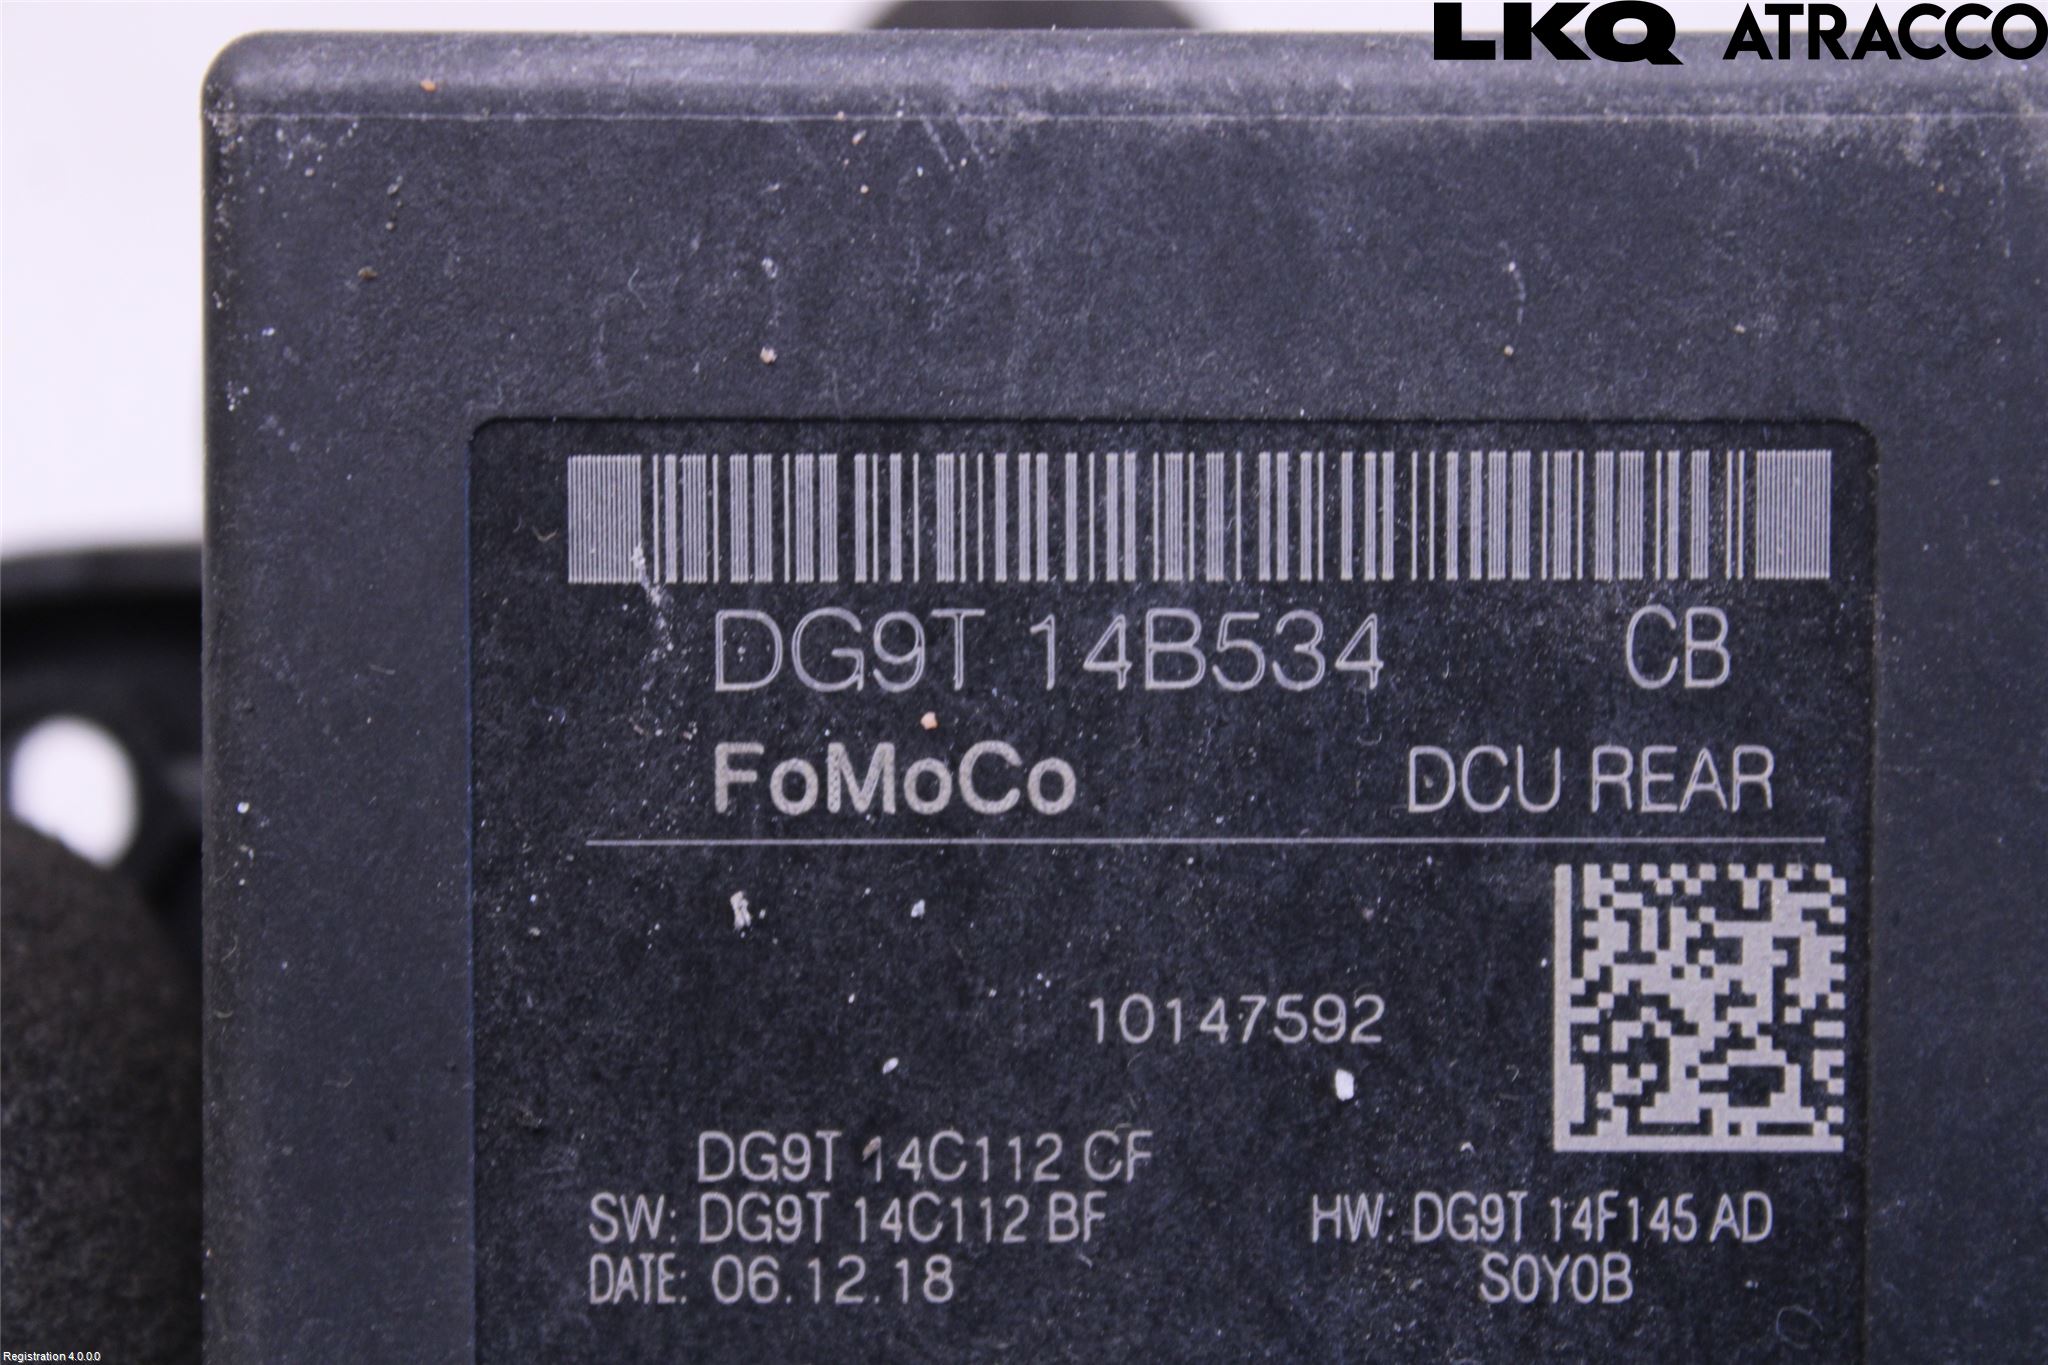 LKQ ATRACCO
DG9T 14B534 CB
FoMoCo DCU REAR
10147592
DG9T 14C112 CF
SW: DG9T 14C112 BF HW: DG9T 14F145 AD
DATE: 06.12.18 S0Y0B
Registration 4.0.0.0